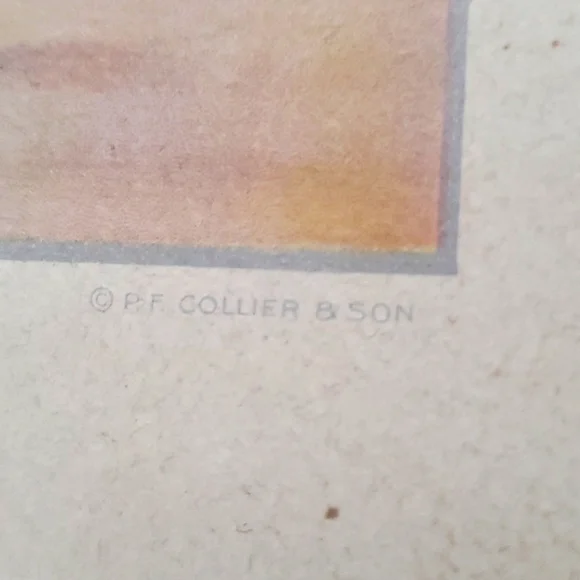 © P. F. COLLIER & SON